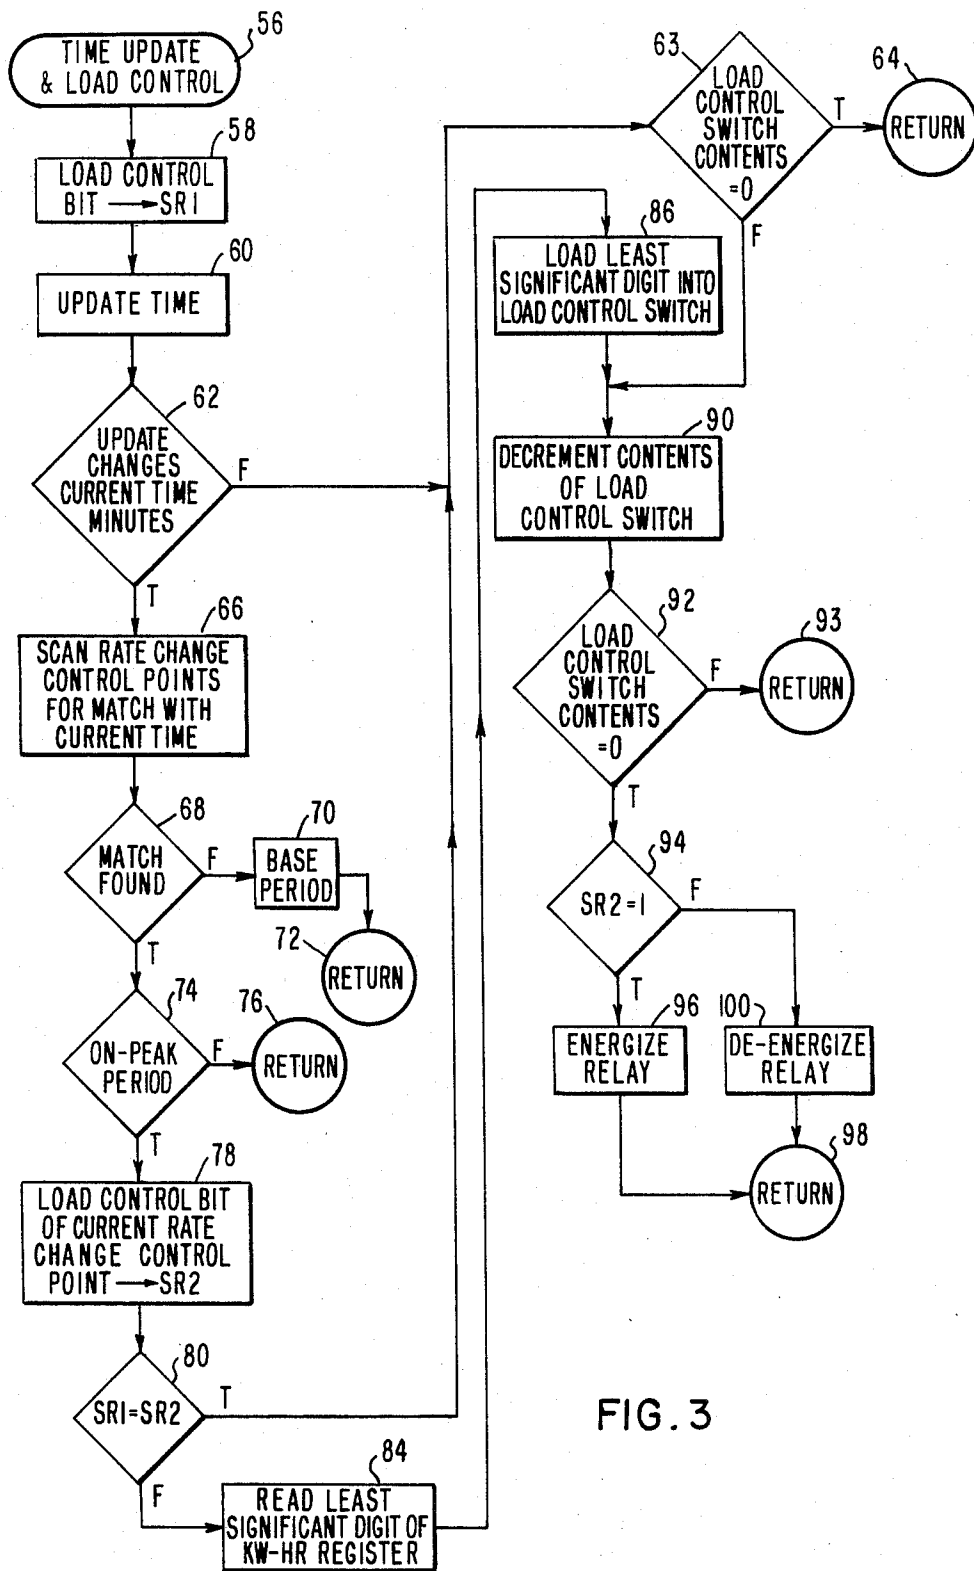 56
TIME UPDATE
& LOAD CONTROL
58
LOAD CONTROL
BIT → SR1
60
UPDATE TIME
62
UPDATE
CHANGES
CURRENT TIME
MINUTES
F
T
66
SCAN RATE CHANGE
CONTROL POINTS
FOR MATCH WITH
CURRENT TIME
68
MATCH
FOUND
F
T
70
BASE
PERIOD
72
RETURN
74
ON-PEAK
PERIOD
F
T
76
RETURN
78
LOAD CONTROL BIT
OF CURRENT RATE
CHANGE CONTROL
POINT → SR2
80
SR1=SR2
T
F
84
READ LEAST
SIGNIFICANT DIGIT OF
KW-HR REGISTER
63
LOAD
CONTROL
SWITCH
CONTENTS
=0
T
F
64
RETURN
86
LOAD LEAST
SIGNIFICANT DIGIT INTO
LOAD CONTROL SWITCH
90
DECREMENT CONTENTS
OF LOAD
CONTROL SWITCH
92
LOAD
CONTROL
SWITCH
CONTENTS
=0
F
T
93
RETURN
94
SR2=1
F
T
96
ENERGIZE
RELAY
100
DE-ENERGIZE
RELAY
98
RETURN
FIG. 3